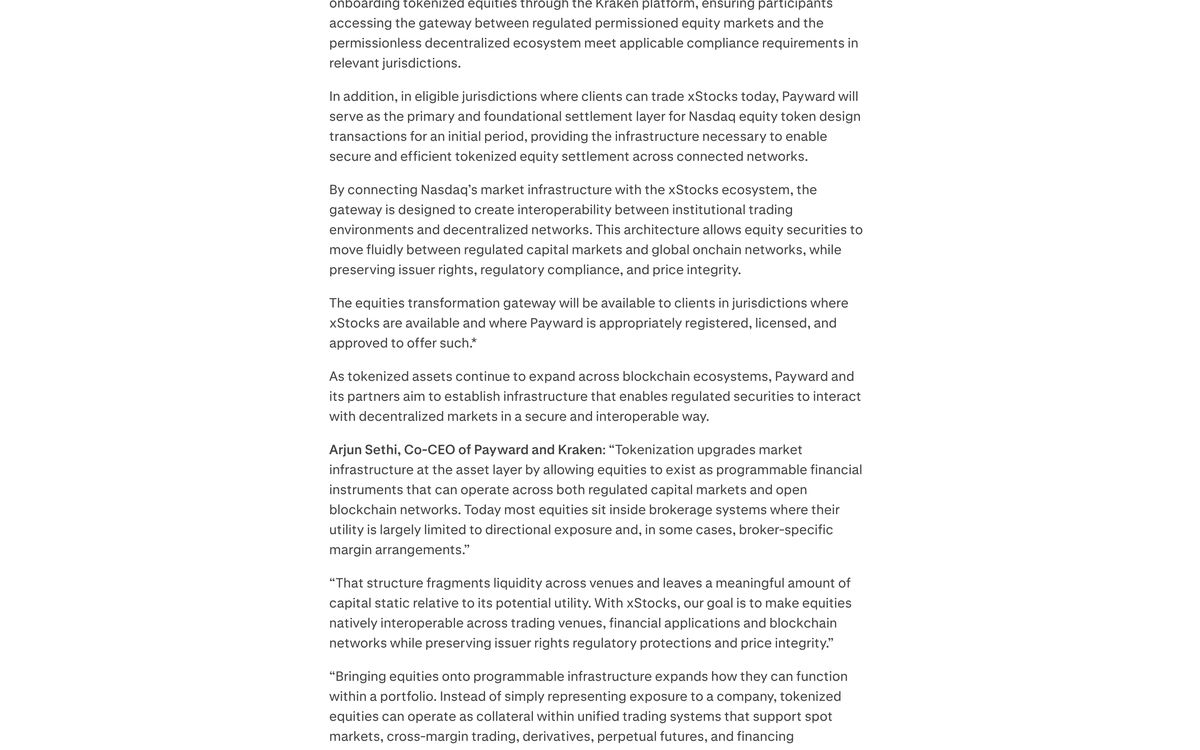 onboarding tokenized equities through the Kraken platform, ensuring participants
accessing the gateway between regulated permissioned equity markets and the
permissionless decentralized ecosystem meet applicable compliance requirements in
relevant jurisdictions.
In addition, in eligible jurisdictions where clients can trade xStocks today, Payward will
serve as the primary and foundational settlement layer for Nasdaq equity token design
transactions for an initial period, providing the infrastructure necessary to enable
secure and efficient tokenized equity settlement across connected networks.
By connecting Nasdaq’s market infrastructure with the xStocks ecosystem, the
gateway is designed to create interoperability between institutional trading
environments and decentralized networks. This architecture allows equity securities to
move fluidly between regulated capital markets and global onchain networks, while
preserving issuer rights, regulatory compliance, and price integrity.
The equities transformation gateway will be available to clients in jurisdictions where
xStocks are available and where Payward is appropriately registered, licensed, and
approved to offer such.*
As tokenized assets continue to expand across blockchain ecosystems, Payward and
its partners aim to establish infrastructure that enables regulated securities to interact
with decentralized markets in a secure and interoperable way.
Arjun Sethi, Co-CEO of Payward and Kraken: “Tokenization upgrades market
infrastructure at the asset layer by allowing equities to exist as programmable financial
instruments that can operate across both regulated capital markets and open
blockchain networks. Today most equities sit inside brokerage systems where their
utility is largely limited to directional exposure and, in some cases, broker-specific
margin arrangements.”
“That structure fragments liquidity across venues and leaves a meaningful amount of
capital static relative to its potential utility. With xStocks, our goal is to make equities
natively interoperable across trading venues, financial applications and blockchain
networks while preserving issuer rights regulatory protections and price integrity.”
“Bringing equities onto programmable infrastructure expands how they can function
within a portfolio. Instead of simply representing exposure to a company, tokenized
equities can operate as collateral within unified trading systems that support spot
markets, cross-margin trading, derivatives, perpetual futures, and financing